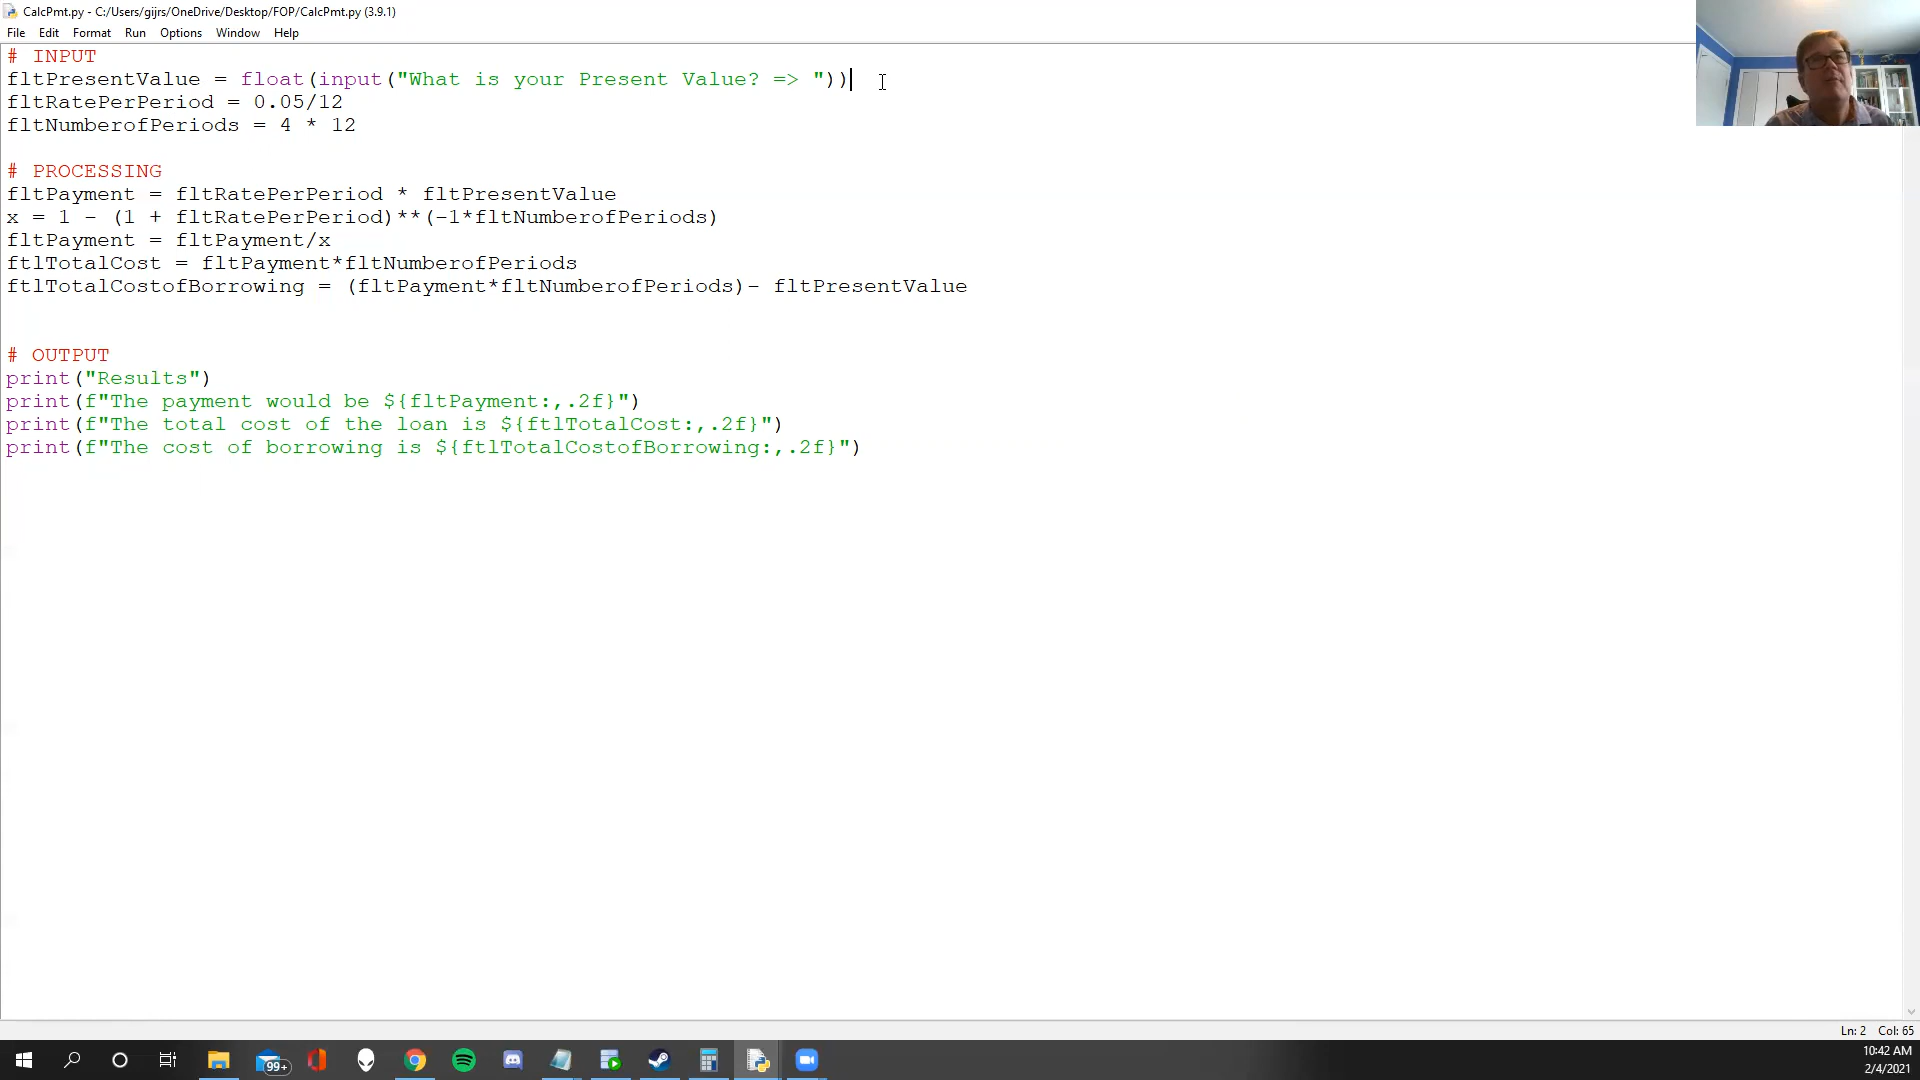 CalcPmt.py - C:/Users/gijrs/OneDrive/Desktop/FOP/CalcPmt.py (3.9.1)
File Edit Format Run Options Window Help
# INPUT
fltPresentValue = float(input("What is your Present Value? => "))
fltRatePerPeriod = 0.05/12
fltNumberofPeriods = 4 * 12
# PROCESSING
fltPayment = fltRatePerPeriod * fltPresentValue
x = 1 - (1 + fltRatePerPeriod)**(-1*fltNumberofPeriods)
fltPayment = fltPayment/x
ftlTotalCost = fltPayment*fltNumberofPeriods
ftlTotalCostofBorrowing = (fltPayment*fltNumberofPeriods)- fltPresentValue
# OUTPUT
print("Results")
print(f"The payment would be ${fltPayment:,.2f}")
print(f"The total cost of the loan is ${ftlTotalCost:,.2f}")
print(f"The cost of borrowing is ${ftlTotalCostofBorrowing:,.2f}")
Ln: 2 Col: 65
99+
10:42 AM
2/4/2021